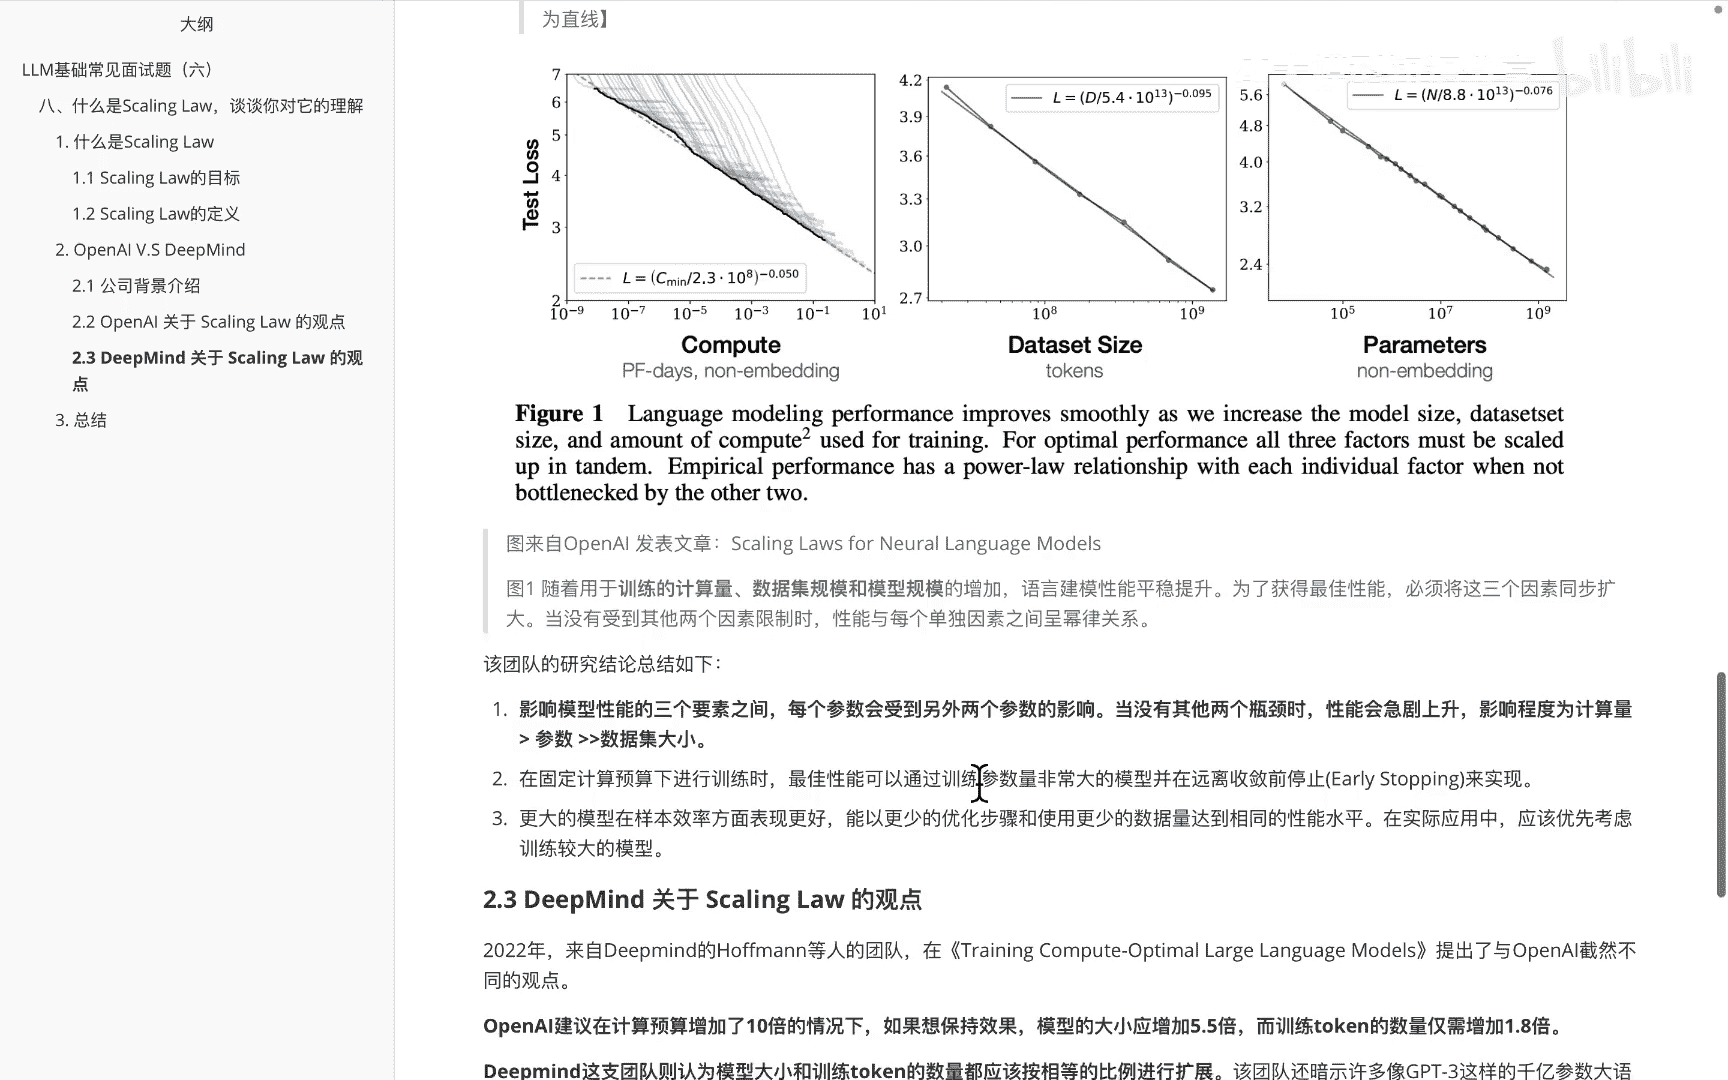 大纲
LLM基础常见面试题（六）
八、什么是Scaling Law，谈谈你对它的理解
1. 什么是Scaling Law
1.1 Scaling Law的目标
1.2 Scaling Law的定义
2. OpenAI V.S DeepMind
2.1 公司背景介绍
2.2 OpenAI 关于 Scaling Law 的观点
2.3 DeepMind 关于 Scaling Law 的观
点
3. 总结
为直线】
bilibili
Test Loss
7
6
5
4
3
2
L = (C_min/2.3 · 10⁸)^−0.050
10⁻⁹ 10⁻⁷ 10⁻⁵ 10⁻³ 10⁻¹ 10¹
Compute
PF-days, non-embedding
4.2
3.9
3.6
3.3
3.0
2.7
L = (D/5.4 · 10¹³)^−0.095
10⁸ 10⁹
Dataset Size
tokens
5.6
4.8
4.0
3.2
2.4
L = (N/8.8 · 10¹³)^−0.076
10⁵ 10⁷ 10⁹
Parameters
non-embedding
Figure 1 Language modeling performance improves smoothly as we increase the model size, datasetset
size, and amount of compute² used for training. For optimal performance all three factors must be scaled
up in tandem. Empirical performance has a power-law relationship with each individual factor when not
bottlenecked by the other two.
图来自OpenAI 发表文章：Scaling Laws for Neural Language Models
图1 随着用于训练的计算量、数据集规模和模型规模的增加，语言建模性能平稳提升。为了获得最佳性能，必须将这三个因素同步扩
大。当没有受到其他两个因素限制时，性能与每个单独因素之间呈幂律关系。
该团队的研究结论总结如下：
1. 影响模型性能的三个要素之间，每个参数会受到另外两个参数的影响。当没有其他两个瓶颈时，性能会急剧上升，影响程度为计算量
> 参数 >>数据集大小。
2. 在固定计算预算下进行训练时，最佳性能可以通过训练参数量非常大的模型并在远离收敛前停止(Early Stopping)来实现。
3. 更大的模型在样本效率方面表现更好，能以更少的优化步骤和使用更少的数据量达到相同的性能水平。在实际应用中，应该优先考虑
训练较大的模型。
2.3 DeepMind 关于 Scaling Law 的观点
2022年，来自Deepmind的Hoffmann等人的团队，在《Training Compute-Optimal Large Language Models》提出了与OpenAI截然不
同的观点。
OpenAI建议在计算预算增加了10倍的情况下，如果想保持效果，模型的大小应增加5.5倍，而训练token的数量仅需增加1.8倍。
Deepmind这支团队则认为模型大小和训练token的数量都应该按相等的比例进行扩展。该团队还暗示许多像GPT-3这样的千亿参数大语